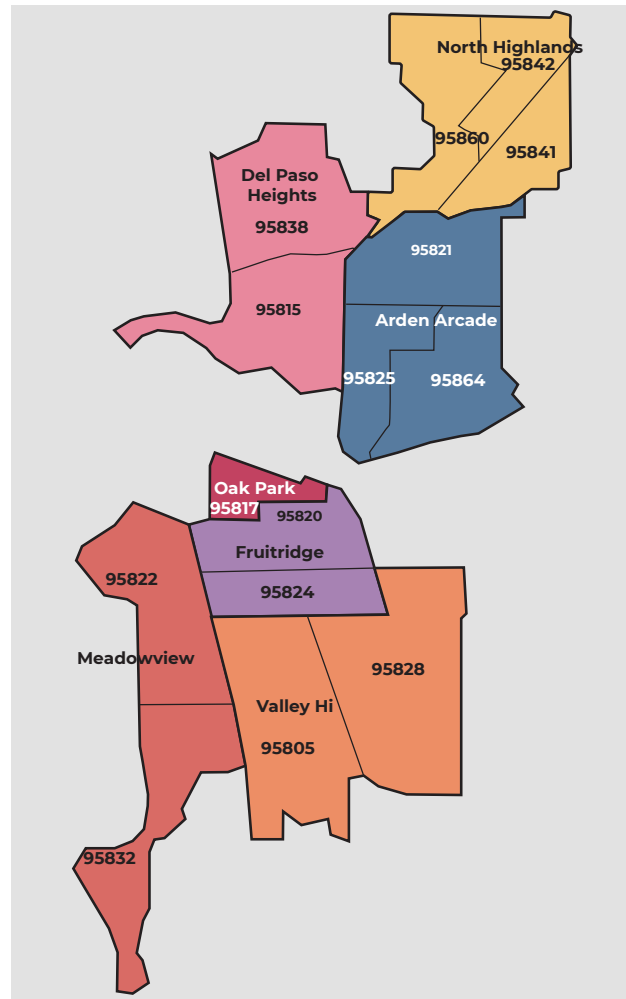 North Highlands
95842
95860
95841
Del Paso
Heights
95838
95821
95815
Arden Arcade
95825
95864
Oak Park
95817
95820
Fruitridge
95822
95824
Meadowview
95828
Valley Hi
95805
95832